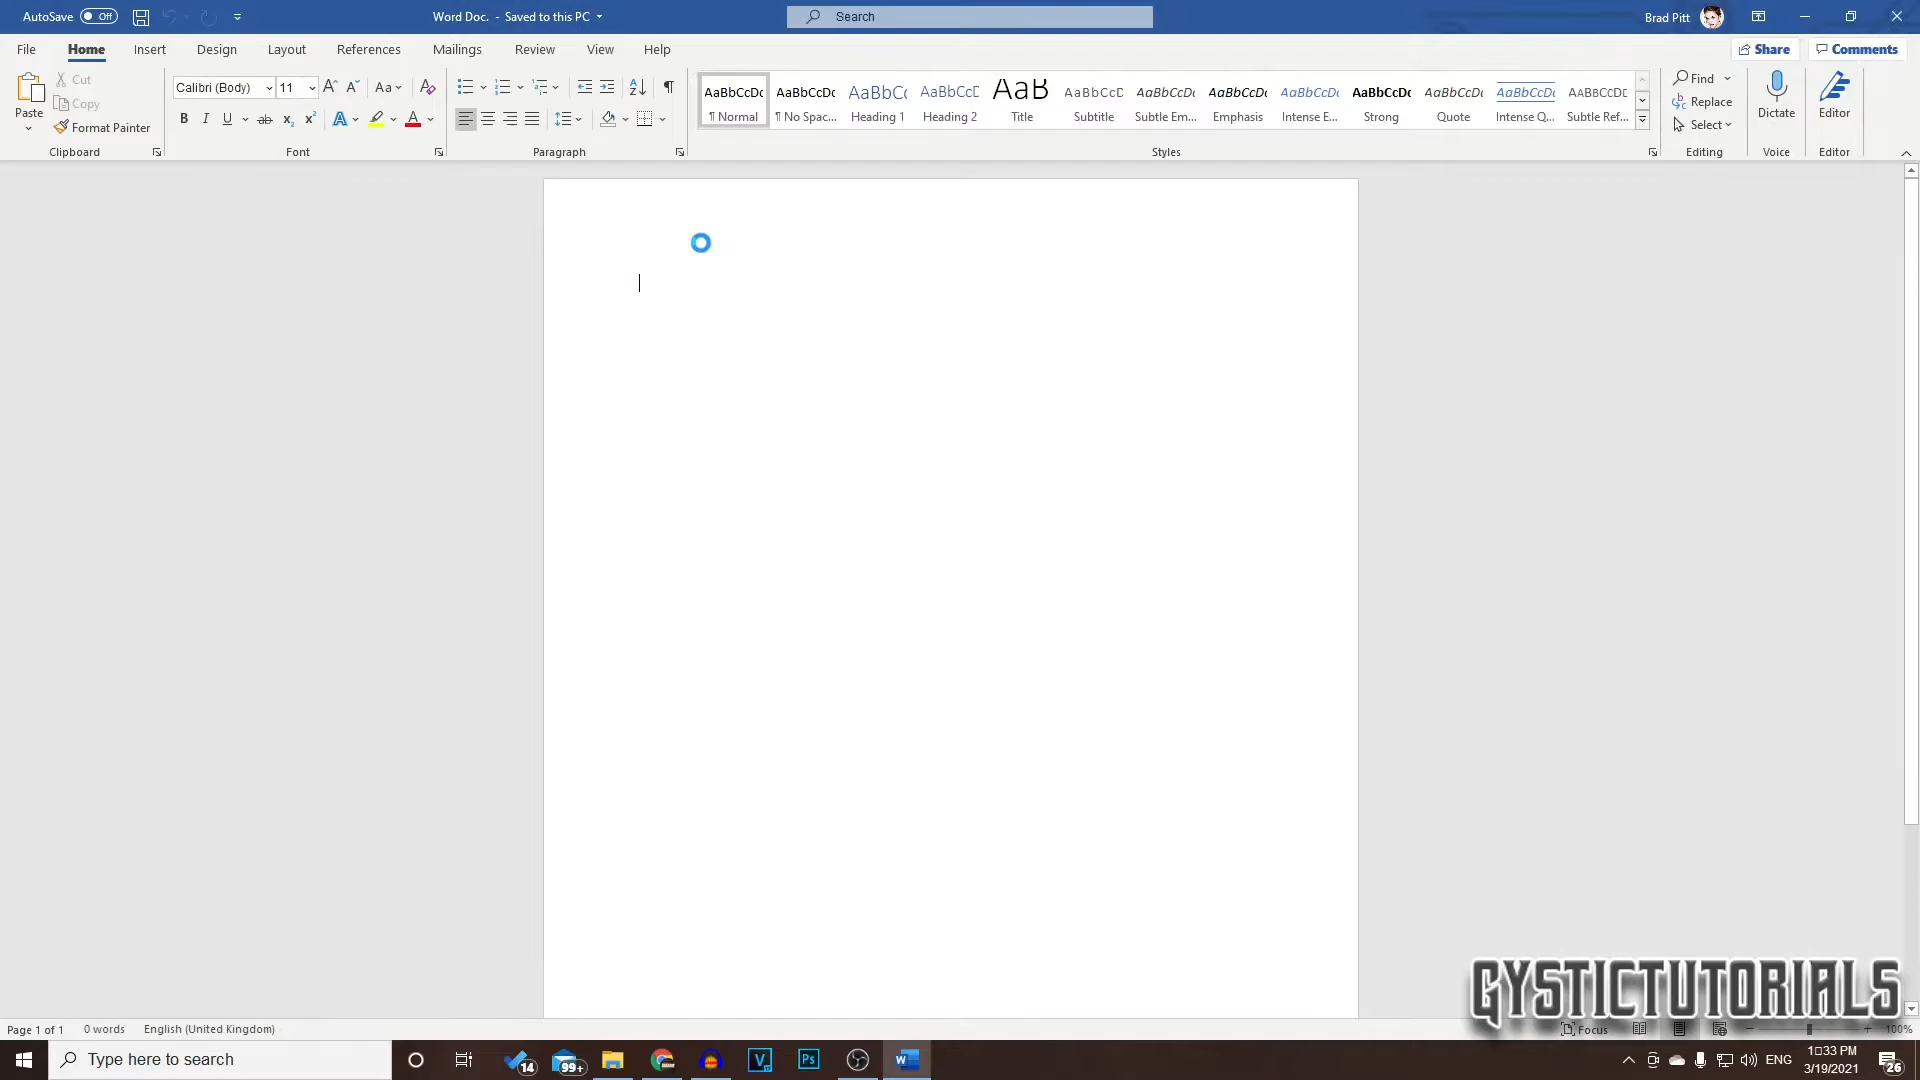 AutoSave Off Word Doc. - Saved to this PC Search Brad Pitt
File Home Insert Design Layout References Mailings Review View Help Share Comments
Paste
Cut
Copy
Format Painter
Clipboard
Calibri (Body) 11
Font
Paragraph
AaBbCcDc AaBbCcDc AaBbC( AaBbCcD AaB AaBbCcD AaBbCcDc AaBbCcDc AaBbCcDc AaBbCcDc AaBbCcDc AaBbCcDc AaBbCcDc
¶ Normal ¶ No Spac... Heading 1 Heading 2 Title Subtitle Subtle Em... Emphasis Intense E... Strong Quote Intense Q... Subtle Ref...
Styles
Find
Replace
Select
Editing
Dictate
Voice
Editor
Editor
GYSTICTUTORIALS
Page 1 of 1 0 words English (United Kingdom) Focus 100%
Type here to search 14 99+ V Ps W ENG 1□33 PM
3/19/2021 26